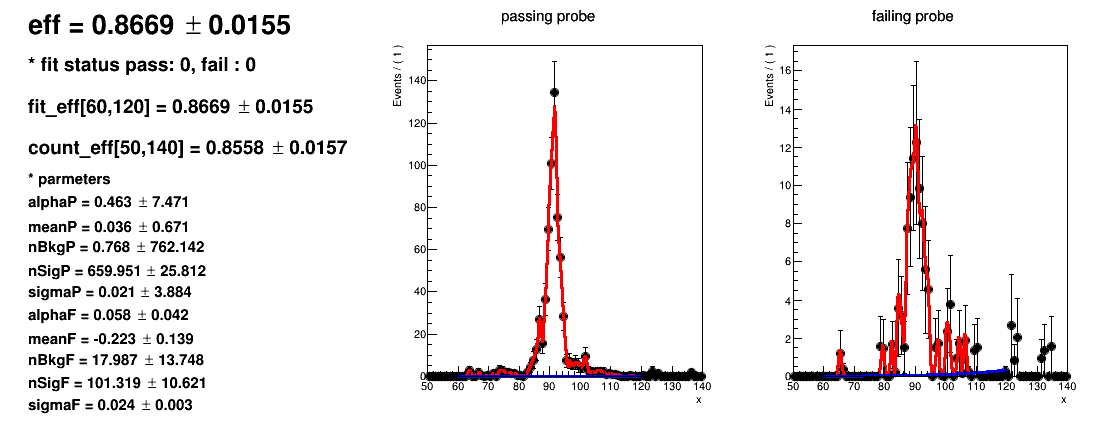 eff = 0.8669 ± 0.0155
* fit status pass: 0, fail : 0
fit_eff[60,120] = 0.8669 ± 0.0155
count_eff[50,140] = 0.8558 ± 0.0157
* parmeters
alphaP = 0.463 ± 7.471
meanP = 0.036 ± 0.671
nBkgP = 0.768 ± 762.142
nSigP = 659.951 ± 25.812
sigmaP = 0.021 ± 3.884
alphaF = 0.058 ± 0.042
meanF = -0.223 ± 0.139
nBkgF = 17.987 ± 13.748
nSigF = 101.319 ± 10.621
sigmaF = 0.024 ± 0.003
passing probe
Events / ( 1 )
140
120
100
80
60
40
20
0
50 60 70 80 90 100 110 120 130 140
x
failing probe
Events / ( 1 )
16
14
12
10
8
6
4
2
0
50 60 70 80 90 100 110 120 130 140
x